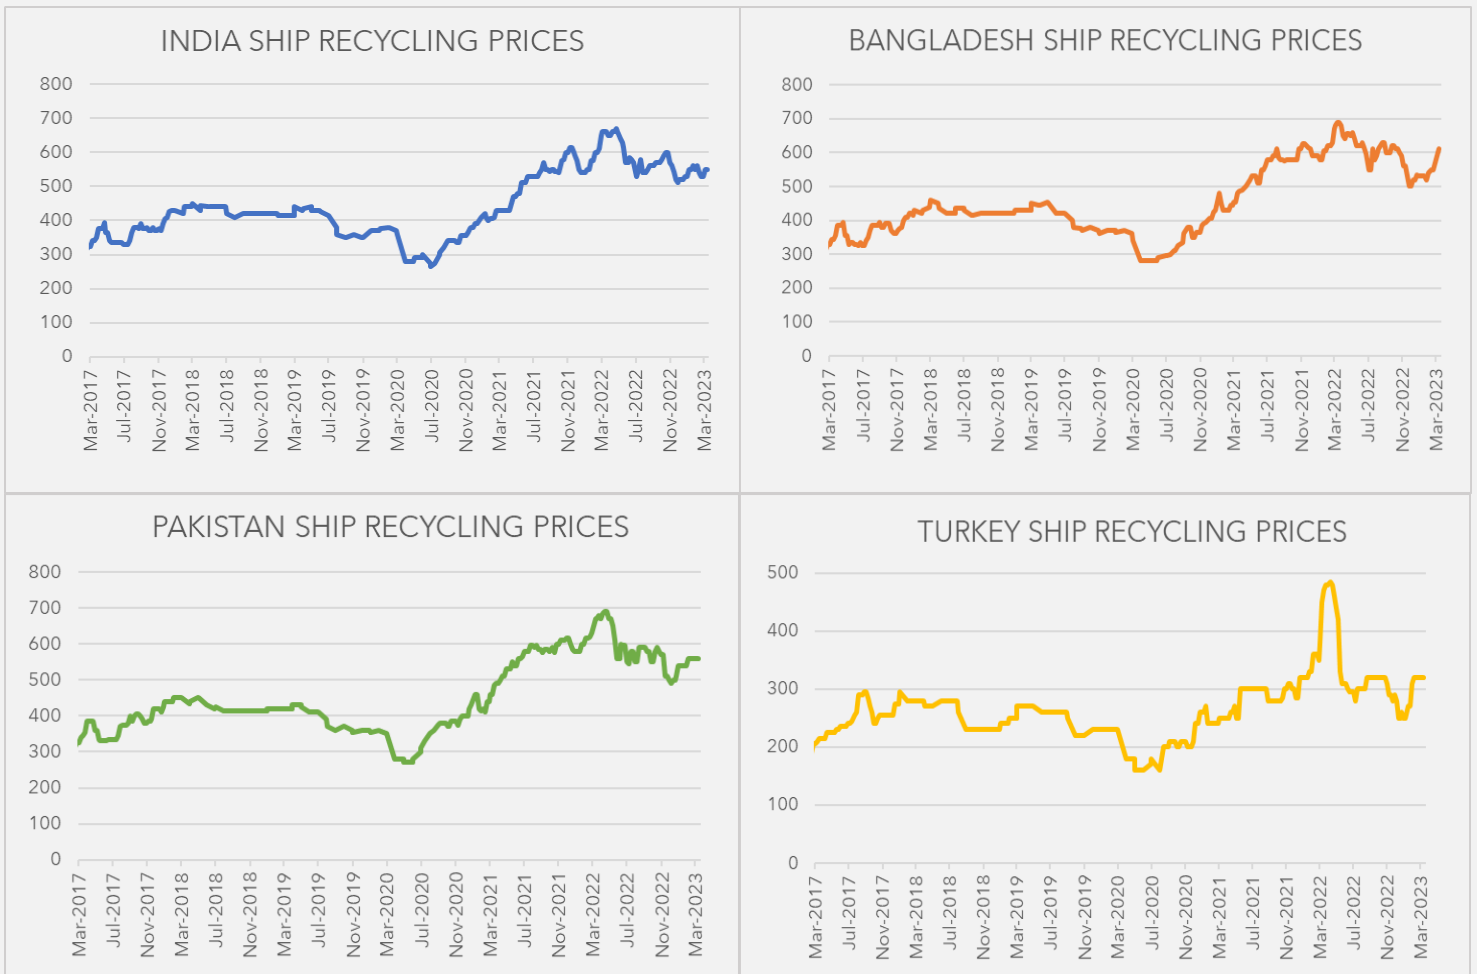 INDIA SHIP RECYCLING PRICES
800
700
600
500
400
300
200
100
0
Mar-2017
Jul-2017
Nov-2017
Mar-2018
Jul-2018
Nov-2018
Mar-2019
Jul-2019
Nov-2019
Mar-2020
Jul-2020
Nov-2020
Mar-2021
Jul-2021
Nov-2021
Mar-2022
Jul-2022
Nov-2022
Mar-2023
BANGLADESH SHIP RECYCLING PRICES
800
700
600
500
400
300
200
100
0
Mar-2017
Jul-2017
Nov-2017
Mar-2018
Jul-2018
Nov-2018
Mar-2019
Jul-2019
Nov-2019
Mar-2020
Jul-2020
Nov-2020
Mar-2021
Jul-2021
Nov-2021
Mar-2022
Jul-2022
Nov-2022
Mar-2023
PAKISTAN SHIP RECYCLING PRICES
800
700
600
500
400
300
200
100
0
Mar-2017
Jul-2017
Nov-2017
Mar-2018
Jul-2018
Nov-2018
Mar-2019
Jul-2019
Nov-2019
Mar-2020
Jul-2020
Nov-2020
Mar-2021
Jul-2021
Nov-2021
Mar-2022
Jul-2022
Nov-2022
Mar-2023
TURKEY SHIP RECYCLING PRICES
500
400
300
200
100
0
Mar-2017
Jul-2017
Nov-2017
Mar-2018
Jul-2018
Nov-2018
Mar-2019
Jul-2019
Nov-2019
Mar-2020
Jul-2020
Nov-2020
Mar-2021
Jul-2021
Nov-2021
Mar-2022
Jul-2022
Nov-2022
Mar-2023